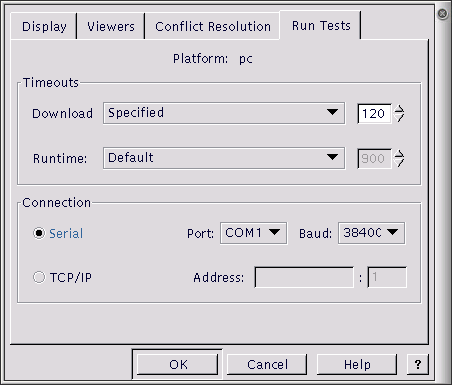 Display Viewers Conflict Resolution Run Tests
Platform: pc
Timeouts
Download Specified 120
Runtime: Default 900
Connection
Serial Port: COM1 Baud: 38400
TCP/IP Address: : 1
OK Cancel Help ?